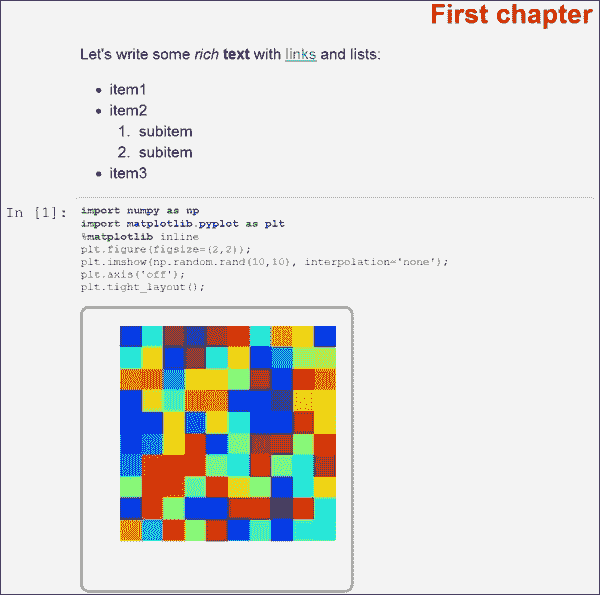 First chapter
Let's write some rich text with links and lists:
• item1
• item2
1. subitem
2. subitem
• item3
In [1]: import numpy as np
import matplotlib.pyplot as plt
%matplotlib inline
plt.figure(figsize=(2,2));
plt.imshow(np.random.rand(10,10), interpolation='none');
plt.axis('off');
plt.tight_layout();